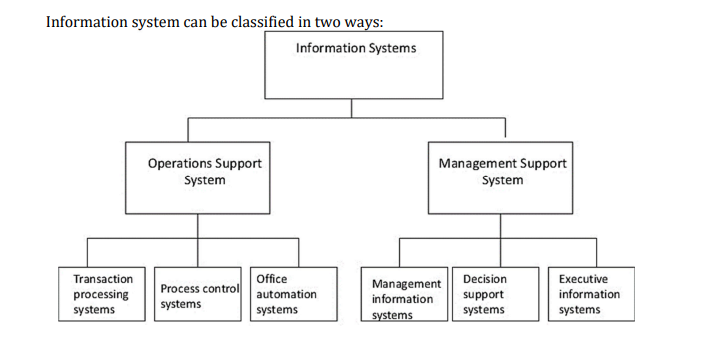 Information system can be classified in two ways:
Information Systems
Operations Support
System
Management Support
System
Transaction
processing
systems
Process control
systems
Office
automation
systems
Management
information
systems
Decision
support
systems
Executive
information
systems